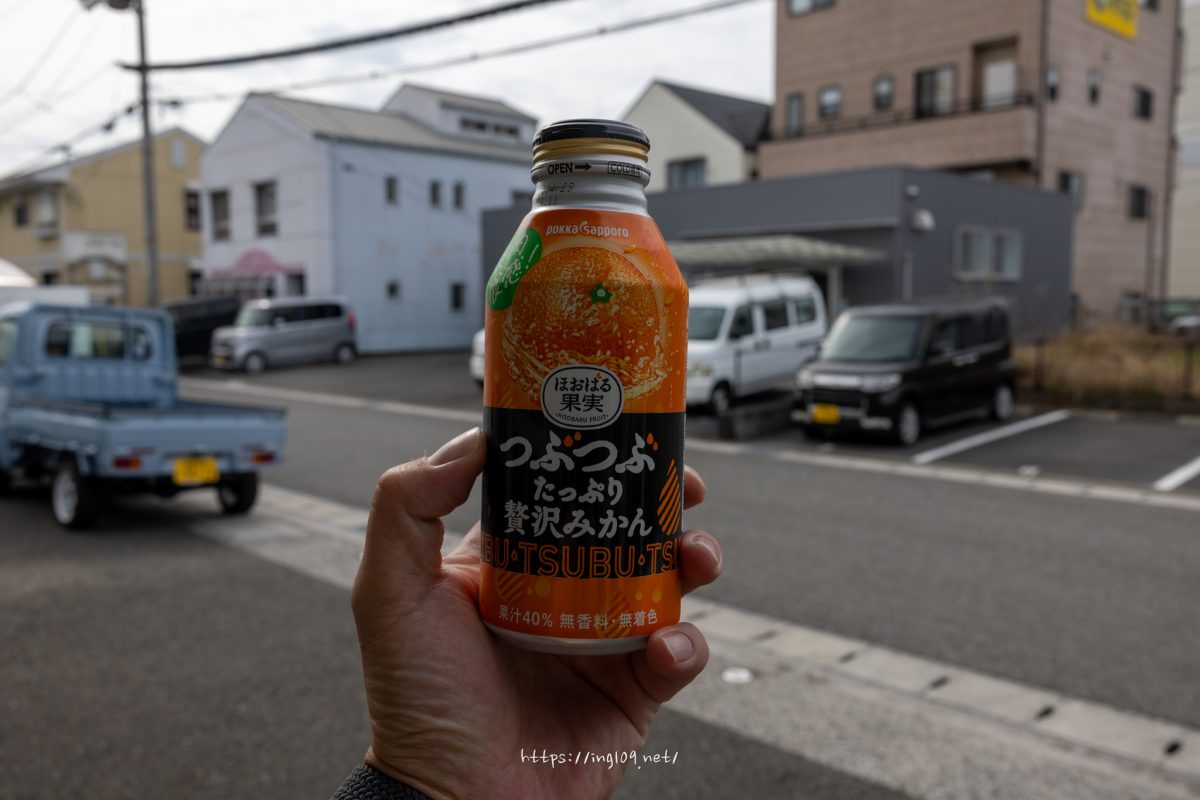 OPEN→
pokka sapporo
ほおばる
果実
-HOOBARU FRUIT-
つぶつぶ
たっぷり
贅沢みかん
BU・TSUBU・TSU
果汁40% 無香料・無着色
https://ing109.net/